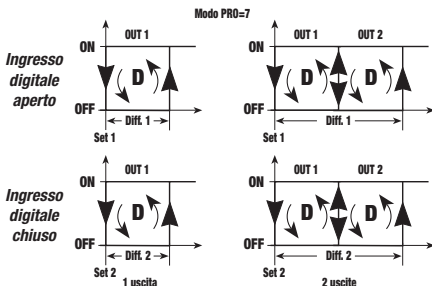 Modo PRO=7
Ingresso
digitale
aperto
ON
OUT 1
D
OFF
Diff. 1
Set 1
ON
OUT 1
OUT 2
D
D
OFF
Diff. 1
Set 1
Ingresso
digitale
chiuso
ON
OUT 1
D
OFF
Diff. 2
Set 2
1 uscita
ON
OUT 1
OUT 2
D
D
OFF
Diff. 2
Set 2
2 uscite